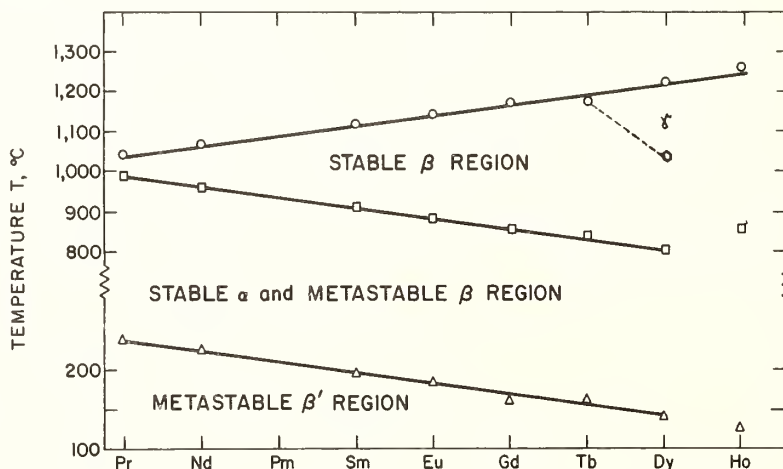 TEMPERATURE T, °C
1,300
1,200
1,100
1,000
900
800
200
100
γ
STABLE β REGION
STABLE α and METASTABLE β REGION
METASTABLE β' REGION
Pr Nd Pm Sm Eu Gd Tb Dy Ho